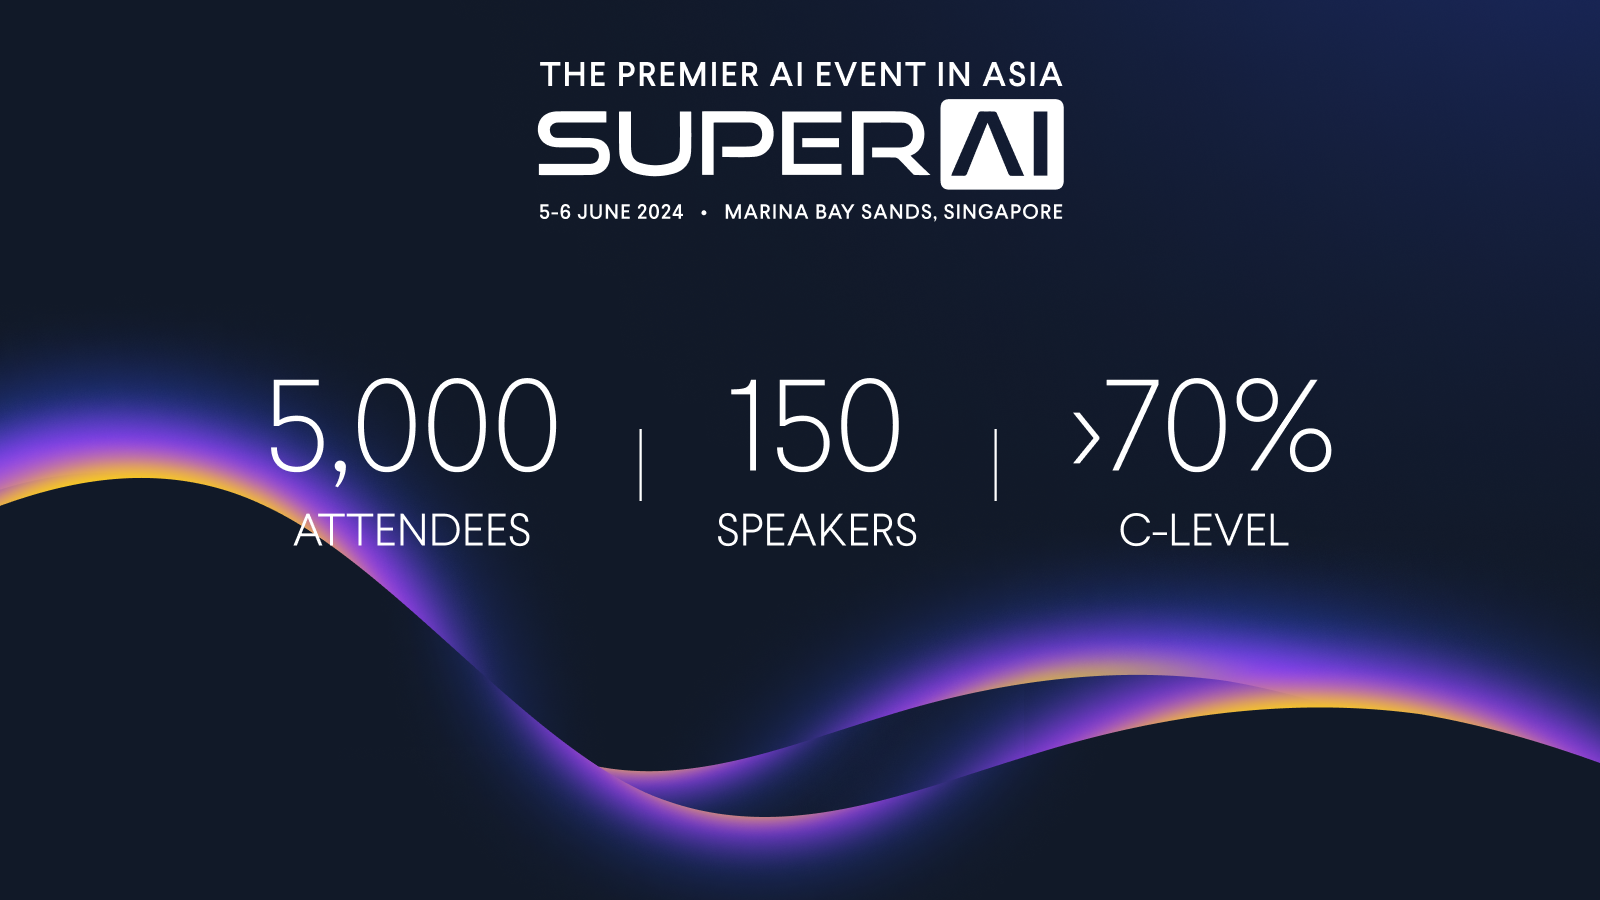 THE PREMIER AI EVENT IN ASIA
SUPER AI
5-6 JUNE 2024 • MARINA BAY SANDS, SINGAPORE
5,000 150 >70%
ATTENDEES SPEAKERS C-LEVEL